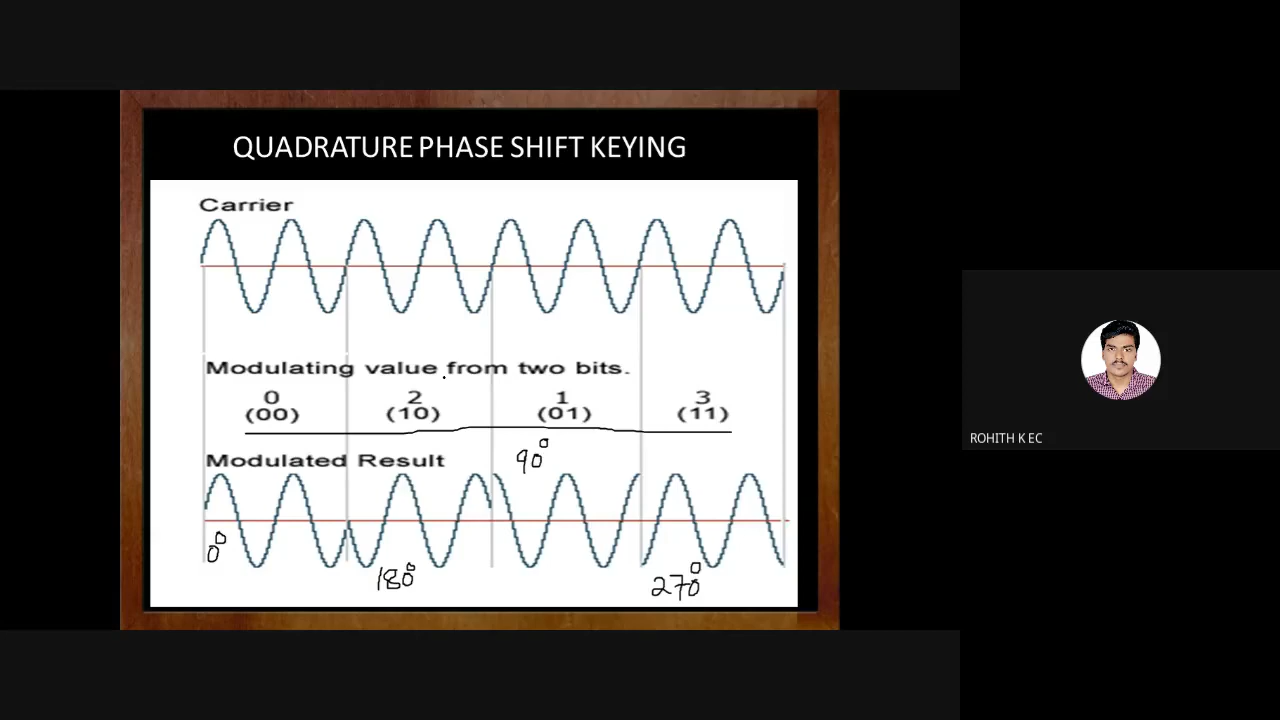 QUADRATURE PHASE SHIFT KEYING
Carrier
Modulating value from two bits.
0 2 1 3
(00) (10) (01) (11)
90°
Modulated Result
0°
180°
270°
ROHITH K EC